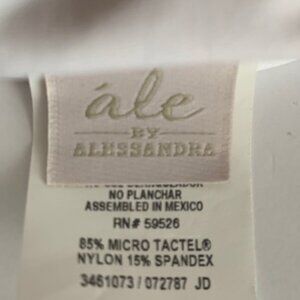 ále
BY
ALESSANDRA
NO PLANCHAR
ASSEMBLED IN MEXICO
RN# 59526
85% MICRO TACTEL®
NYLON 15% SPANDEX
3461073 / 072787 JD